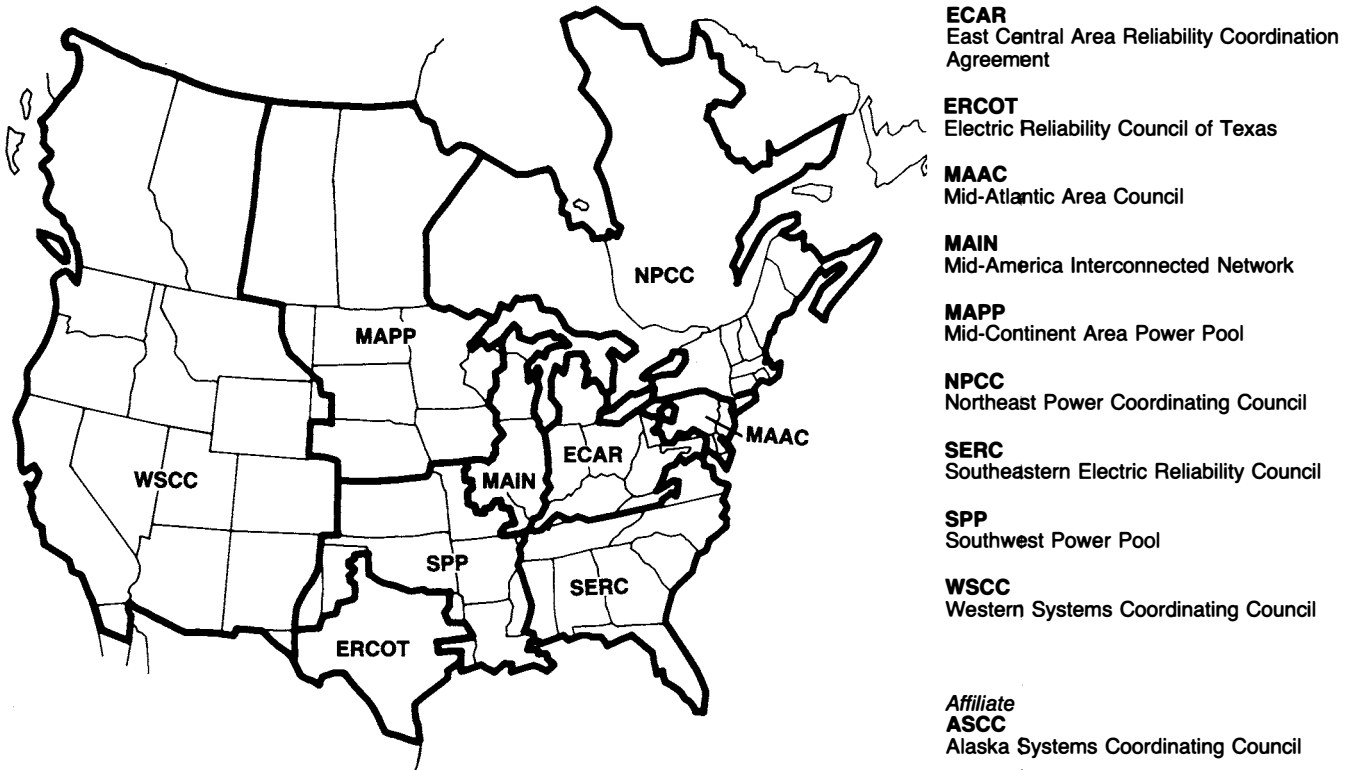 NPCC
MAPP
MAAC
ECAR
WSCC
MAIN
SPP
SERC
ERCOT
ECAR
East Central Area Reliability Coordination
Agreement
ERCOT
Electric Reliability Council of Texas
MAAC
Mid-Atlantic Area Council
MAIN
Mid-America Interconnected Network
MAPP
Mid-Continent Area Power Pool
NPCC
Northeast Power Coordinating Council
SERC
Southeastern Electric Reliability Council
SPP
Southwest Power Pool
WSCC
Western Systems Coordinating Council
Affiliate
ASCC
Alaska Systems Coordinating Council